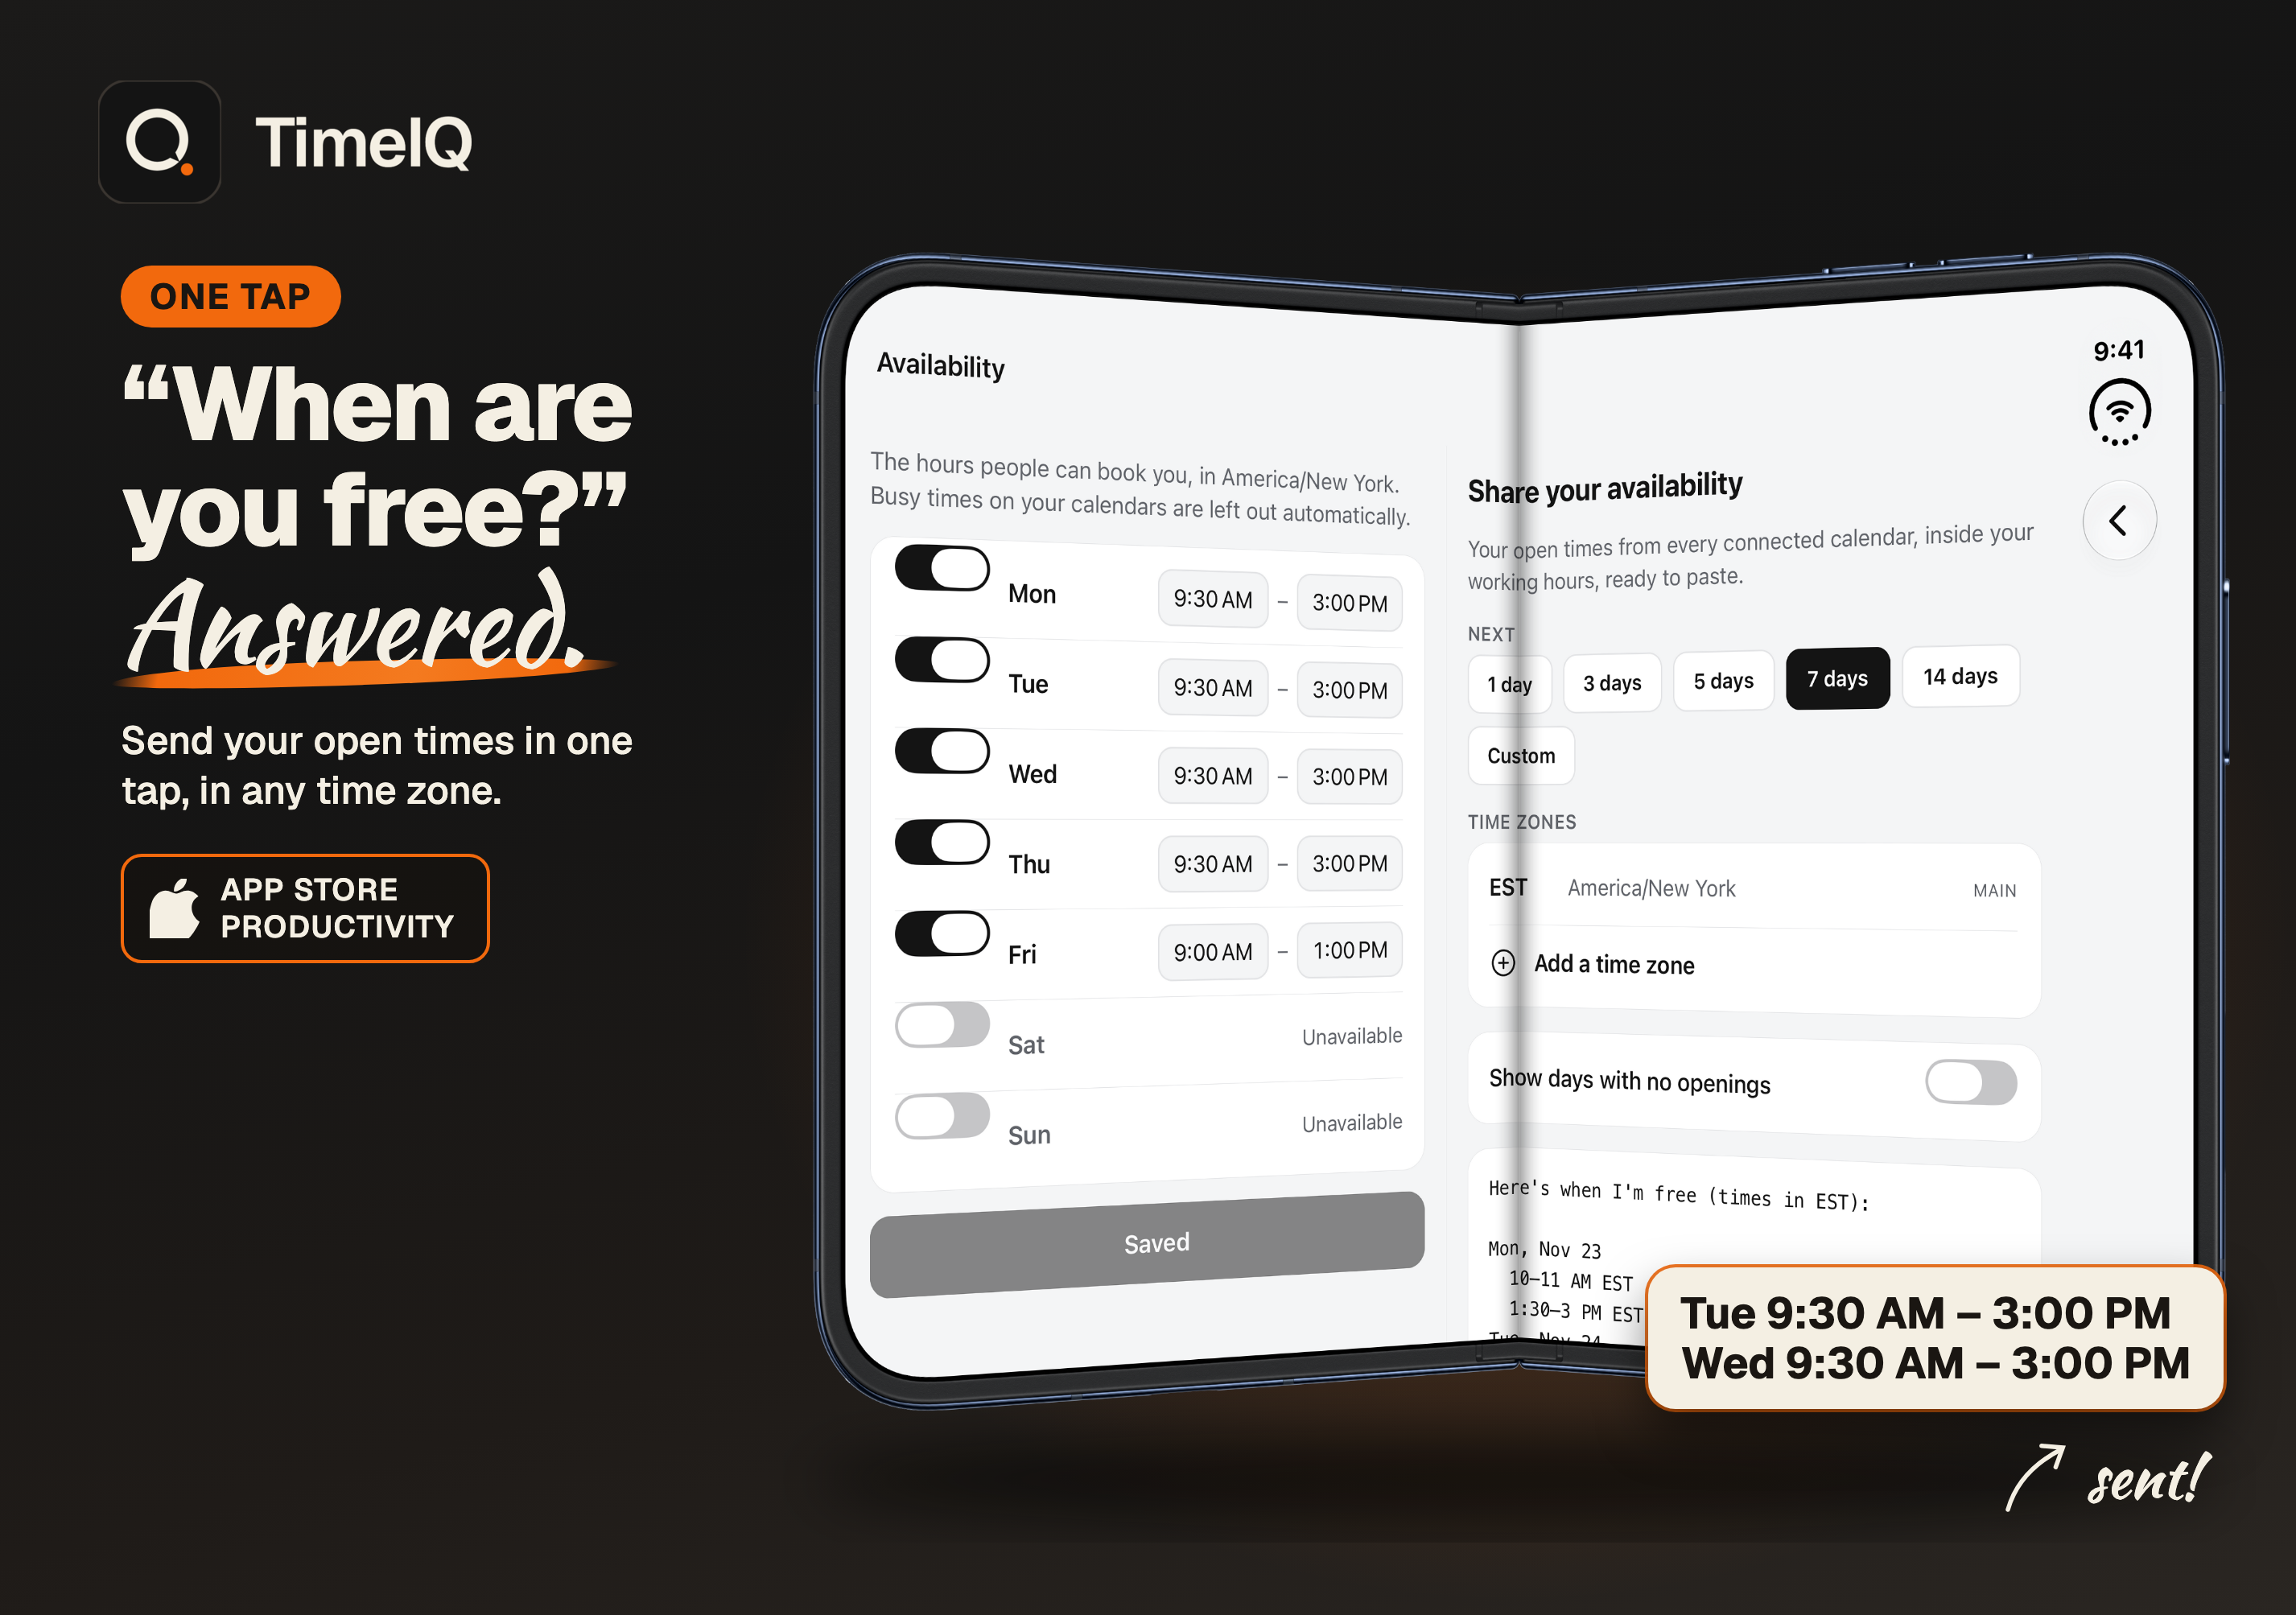 TimeIQ
ONE TAP
“When are
you free?”
Answered.
Send your open times in one
tap, in any time zone.
APP STORE
PRODUCTIVITY
Availability
The hours people can book you, in America/New York.
Busy times on your calendars are left out automatically.
Mon 9:30 AM – 3:00 PM
Tue 9:30 AM – 3:00 PM
Wed 9:30 AM – 3:00 PM
Thu 9:30 AM – 3:00 PM
Fri 9:00 AM – 1:00 PM
Sat Unavailable
Sun Unavailable
Saved
9:41
Share your availability
Your open times from every connected calendar, inside your
working hours, ready to paste.
NEXT
1 day 3 days 5 days 7 days 14 days
Custom
TIME ZONES
EST America/New York MAIN
Add a time zone
Show days with no openings
Here's when I'm free (times in EST):
Mon, Nov 23
10–11 AM EST
1:30–3 PM EST
Tue, Nov 24
Tue 9:30 AM – 3:00 PM
Wed 9:30 AM – 3:00 PM
sent!